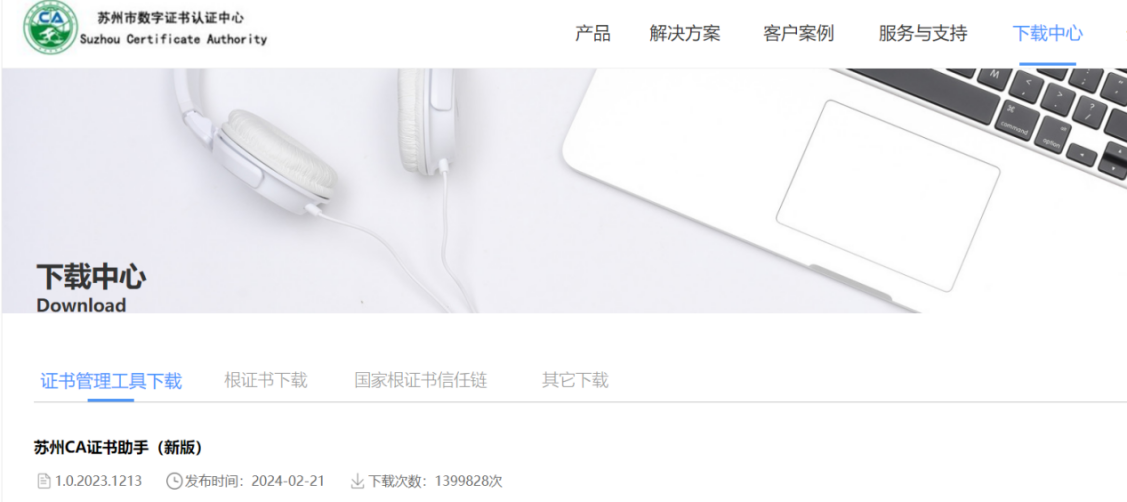 苏州市数字证书认证中心
Suzhou Certificate Authority
产品 解决方案 客户案例 服务与支持 下载中心
下载中心
Download
证书管理工具下载 根证书下载 国家根证书信任链 其它下载
苏州CA证书助手（新版）
1.0.2023.1213 发布时间：2024-02-21 下载次数：1399828次